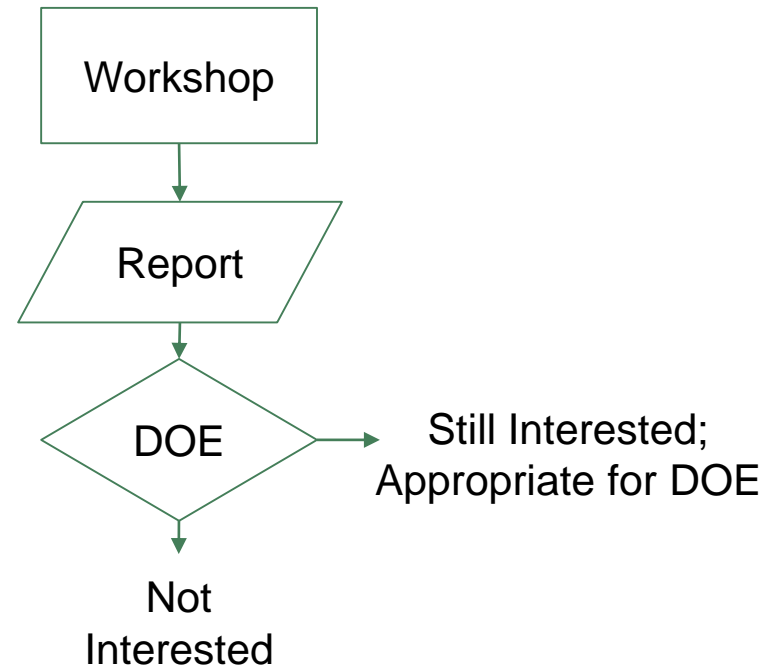 Workshop
Report
DOE
Still Interested;
Appropriate for DOE
Not
Interested